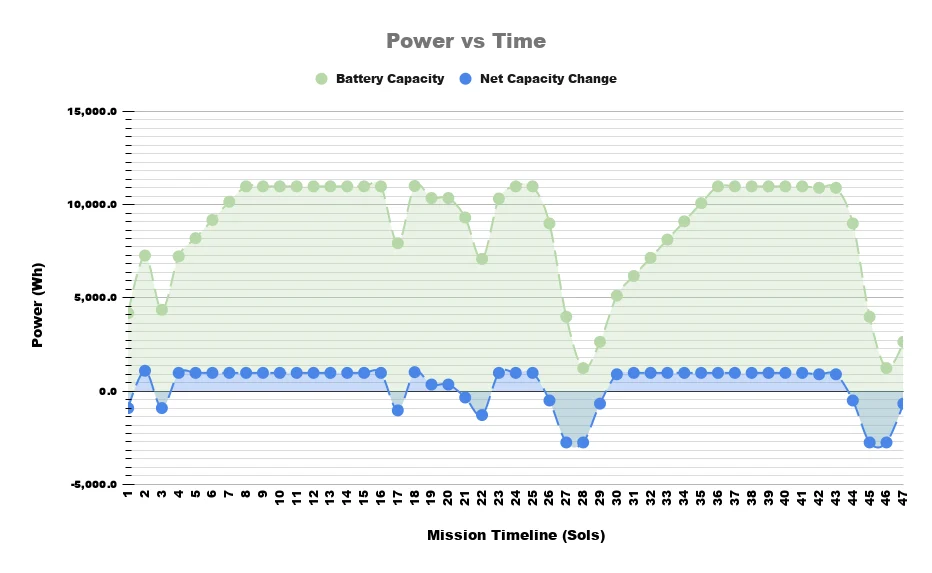 Power vs Time
Battery Capacity Net Capacity Change
15,000.0
10,000.0
5,000.0
0.0
-5,000.0
Power (Wh)
1 2 3 4 5 6 7 8 9 10 11 12 13 14 15 16 17 18 19 20 21 22 23 24 25 26 27 28 29 30 31 32 33 34 35 36 37 38 39 40 41 42 43 44 45 46 47
Mission Timeline (Sols)